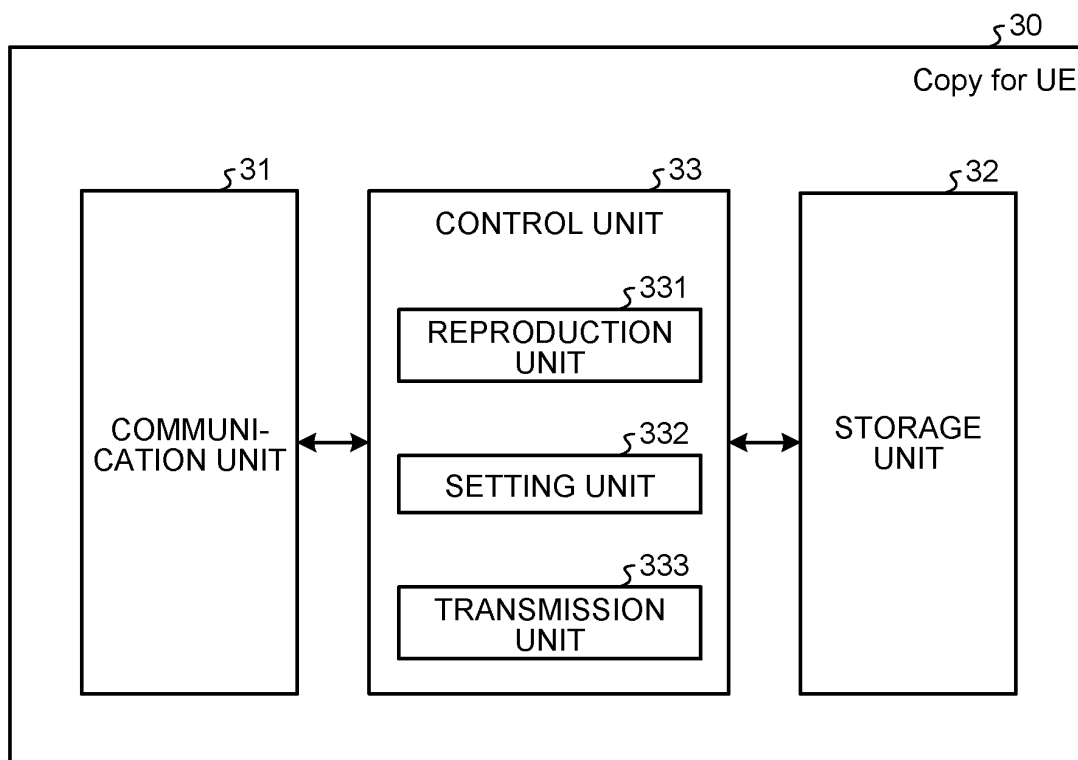 30
Copy for UE
31
33
32
CONTROL UNIT
331
REPRODUCTION
UNIT
COMMUNI-
CATION UNIT
332
SETTING UNIT
STORAGE
UNIT
333
TRANSMISSION
UNIT